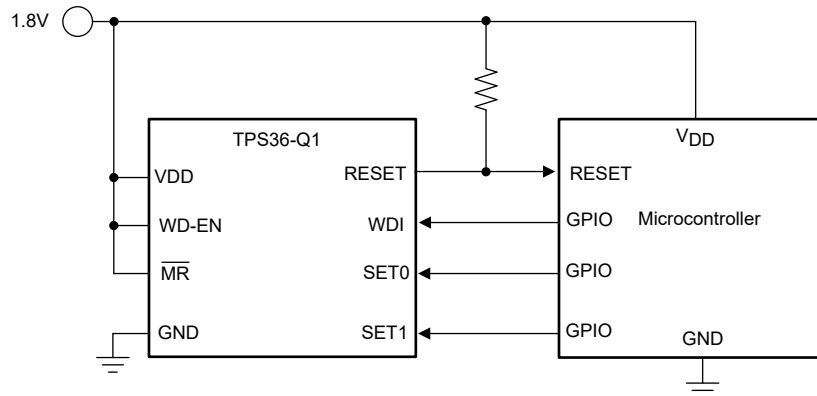 1.8V
TPS36-Q1
VDD
WD-EN
MR
GND
RESET
WDI
SET0
SET1
VDD
RESET
GPIO
Microcontroller
GPIO
GPIO
GND